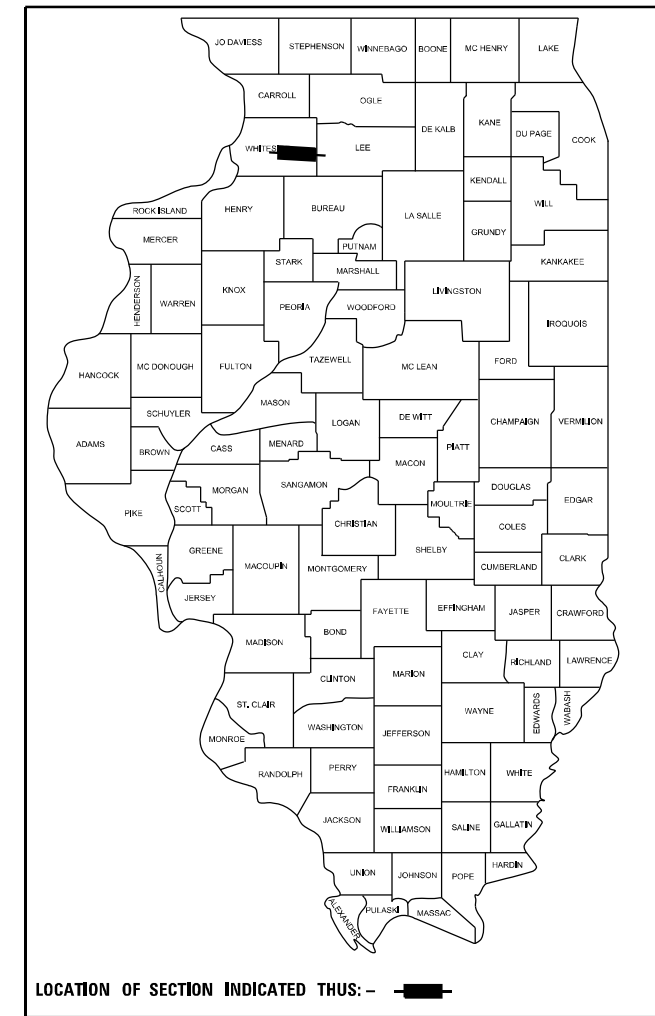 JO DAVIESS STEPHENSON WINNEBAGO BOONE MC HENRY LAKE
CARROLL OGLE
DE KALB KANE DU PAGE COOK
WHITES LEE
KENDALL WILL
ROCK ISLAND HENRY BUREAU LA SALLE
MERCER GRUNDY
PUTNAM
STARK MARSHALL KANKAKEE
HENDERSON WARREN KNOX PEORIA WOODFORD LIVINGSTON
IROQUOIS
HANCOCK MC DONOUGH FULTON TAZEWELL MC LEAN FORD
MASON
SCHUYLER LOGAN DE WITT CHAMPAIGN VERMILION
ADAMS BROWN CASS MENARD MACON PIATT
MORGAN SANGAMON DOUGLAS
PIKE SCOTT CHRISTIAN MOULTRIE COLES EDGAR
GREENE SHELBY
CALHOUN MACOUPIN MONTGOMERY CUMBERLAND CLARK
JERSEY FAYETTE EFFINGHAM JASPER CRAWFORD
BOND
MADISON CLAY RICHLAND LAWRENCE
CLINTON MARION
ST. CLAIR WAYNE EDWARDS WABASH
WASHINGTON JEFFERSON
MONROE
RANDOLPH PERRY HAMILTON WHITE
FRANKLIN
JACKSON WILLIAMSON SALINE GALLATIN
HARDIN
UNION JOHNSON POPE
ALEXANDER PULASKI MASSAC
LOCATION OF SECTION INDICATED THUS: -